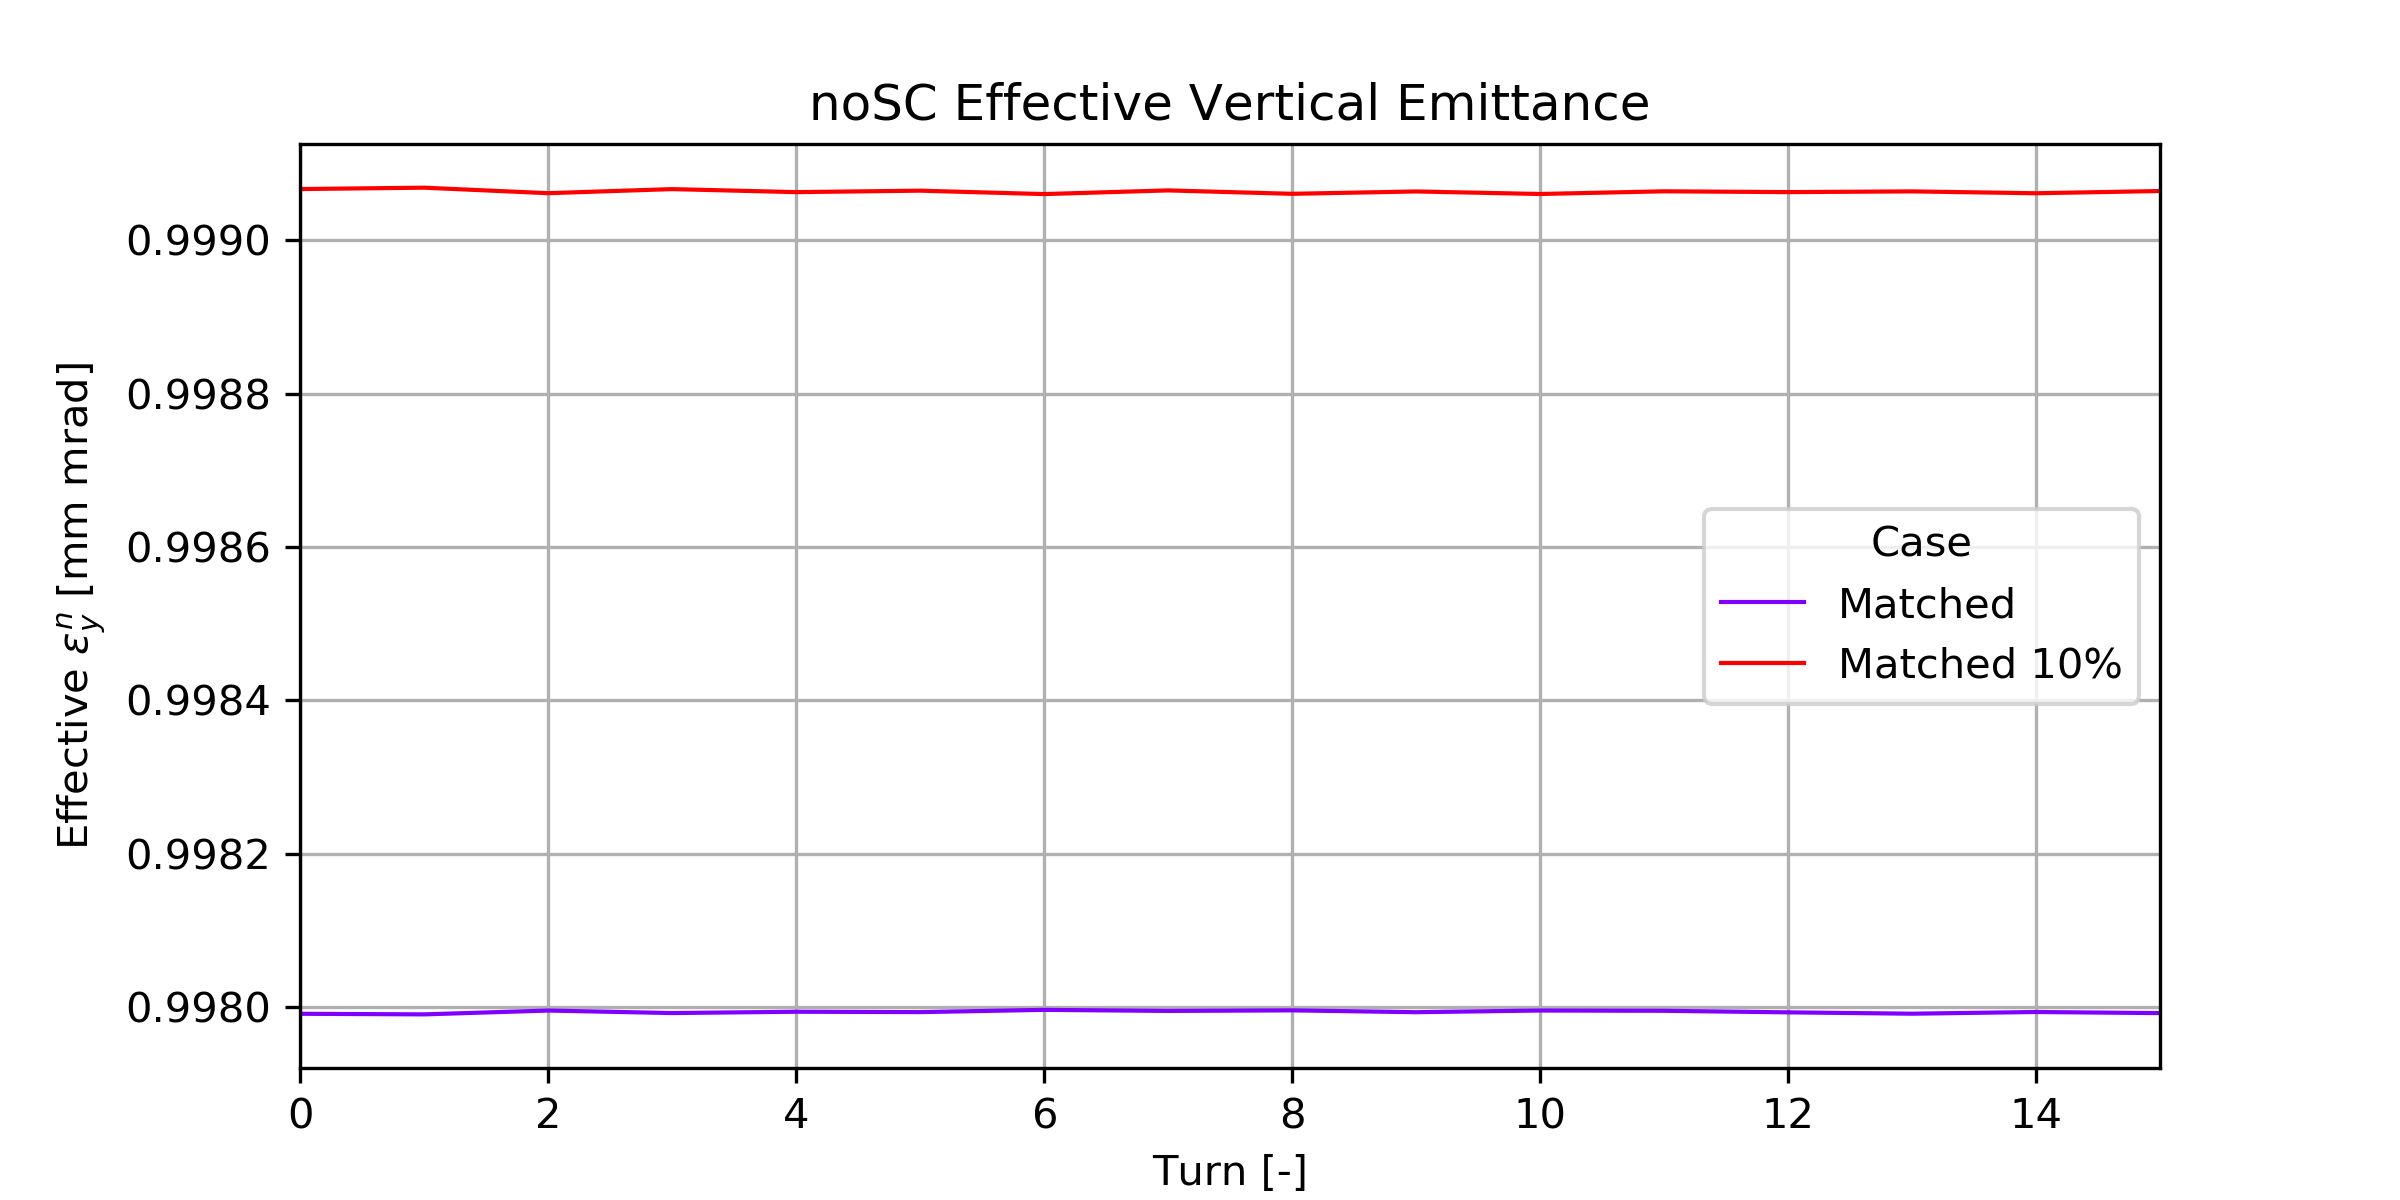 noSC Effective Vertical Emittance
Effective εⁿᵧ [mm mrad]
0.9990
0.9988
0.9986
0.9984
0.9982
0.9980
Case
Matched
Matched 10%
0 2 4 6 8 10 12 14
Turn [-]